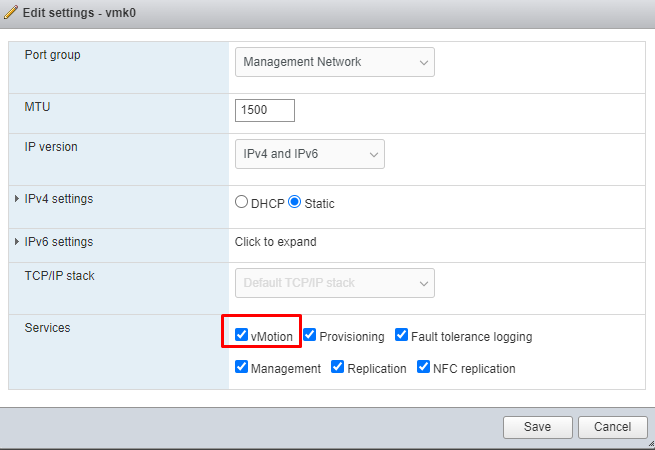 Edit settings - vmk0
Port group
Management Network
MTU
1500
IP version
IPv4 and IPv6
IPv4 settings
DHCP Static
IPv6 settings
Click to expand
TCP/IP stack
Default TCP/IP stack
Services
vMotion Provisioning Fault tolerance logging
Management Replication NFC replication
Save Cancel